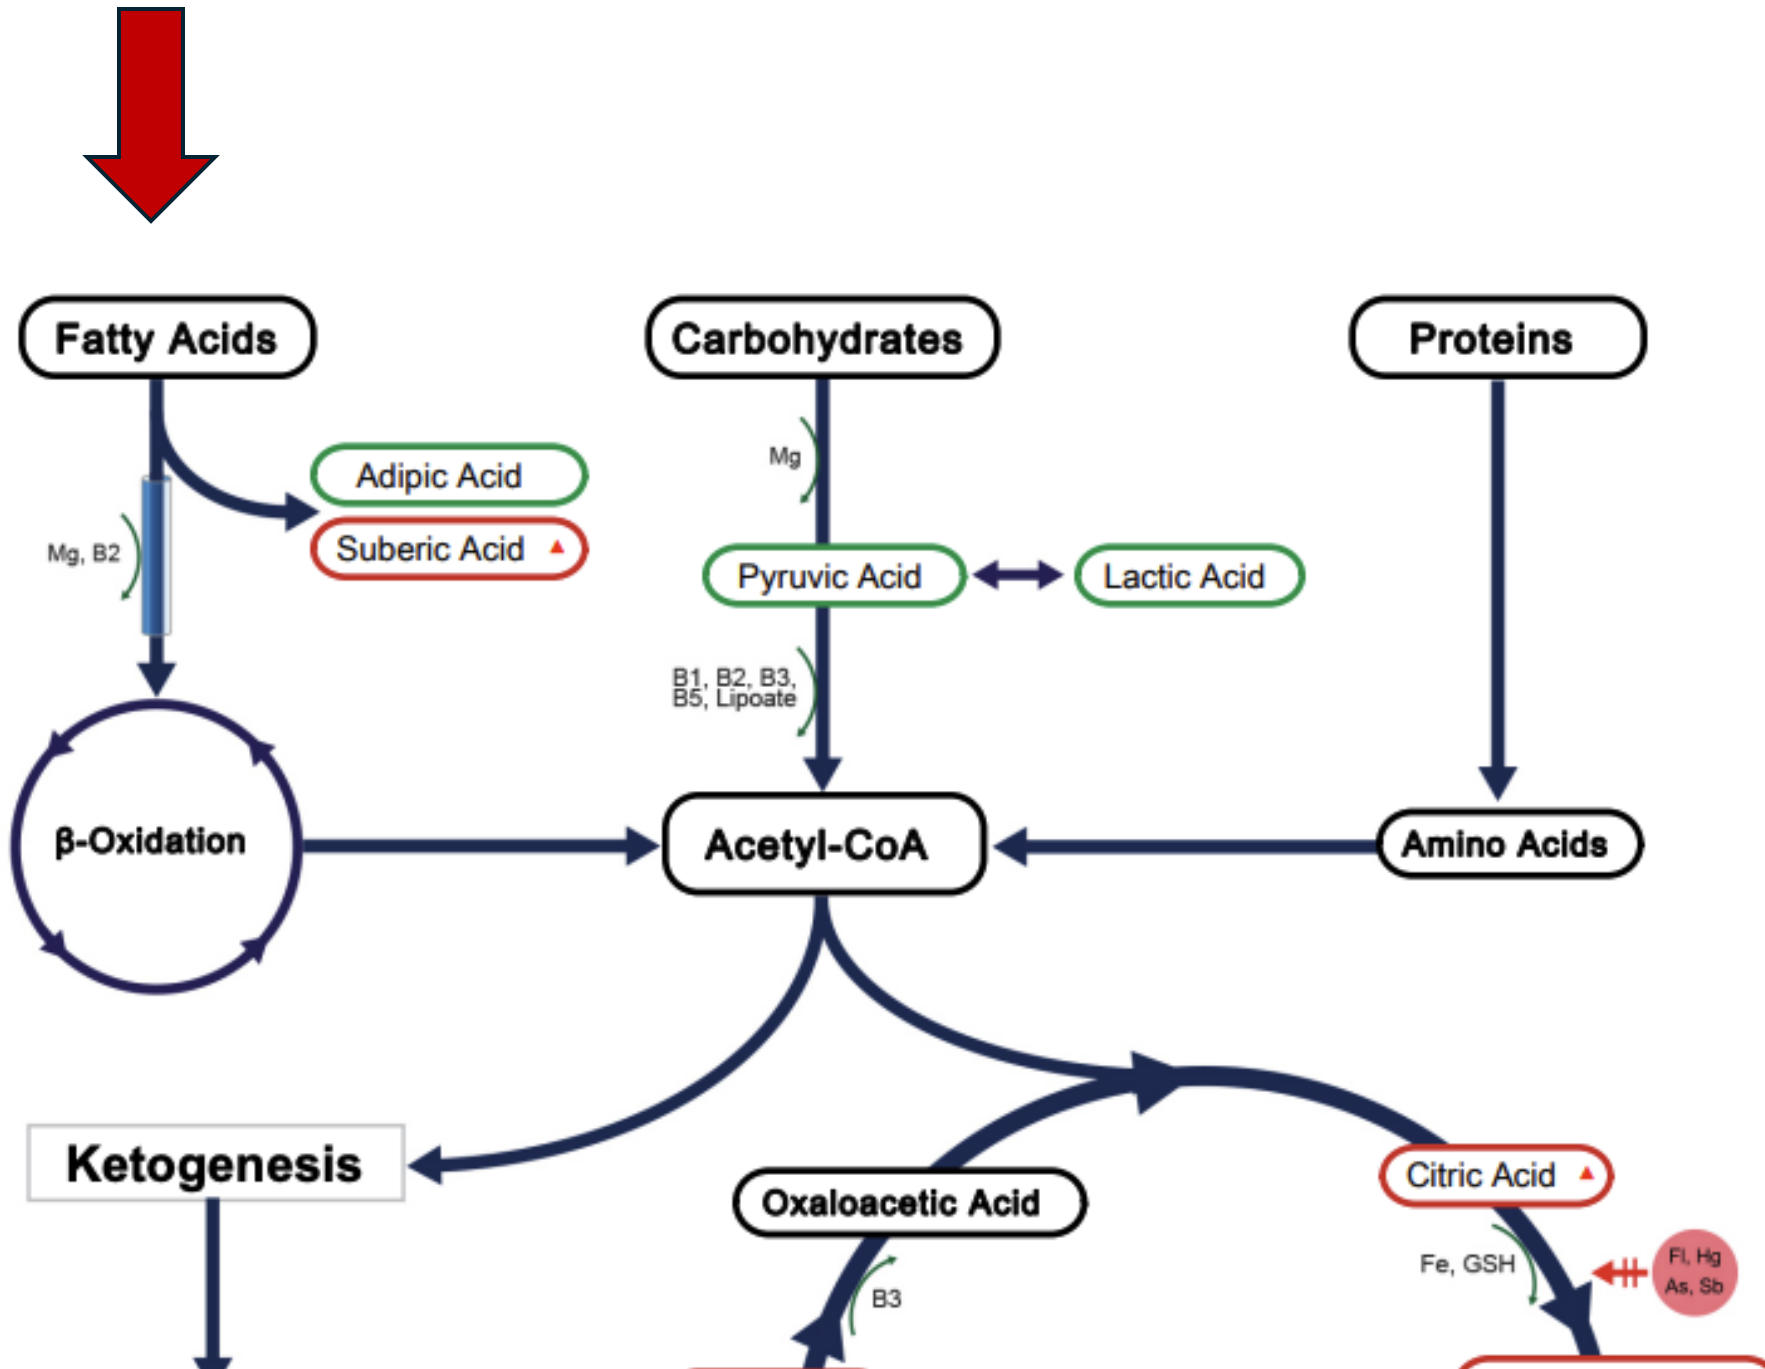 Fatty Acids
Carbohydrates
Proteins
Mg
Adipic Acid
Suberic Acid
Mg, B2
Pyruvic Acid
Lactic Acid
B1, B2, B3,
B5, Lipoate
β-Oxidation
Acetyl-CoA
Amino Acids
Ketogenesis
Oxaloacetic Acid
Citric Acid
Fe, GSH
Fl, Hg
As, Sb
B3